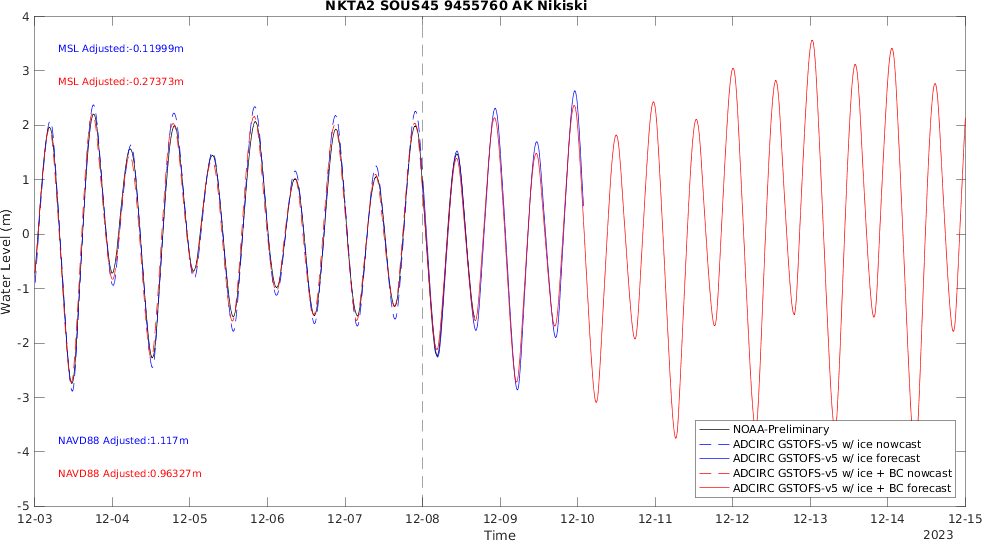 NKTA2 SOUS45 9455760 AK Nikiski
4
3
2
1
0
-1
-2
-3
-4
-5
Water Level (m)
MSL Adjusted:-0.11999m
MSL Adjusted:-0.27373m
NAVD88 Adjusted:1.117m
NAVD88 Adjusted:0.96327m
NOAA-Preliminary
ADCIRC GSTOFS-v5 w/ ice nowcast
ADCIRC GSTOFS-v5 w/ ice forecast
ADCIRC GSTOFS-v5 w/ ice + BC nowcast
ADCIRC GSTOFS-v5 w/ ice + BC forecast
12-03 12-04 12-05 12-06 12-07 12-08 12-09 12-10 12-11 12-12 12-13 12-14 12-15
Time
2023